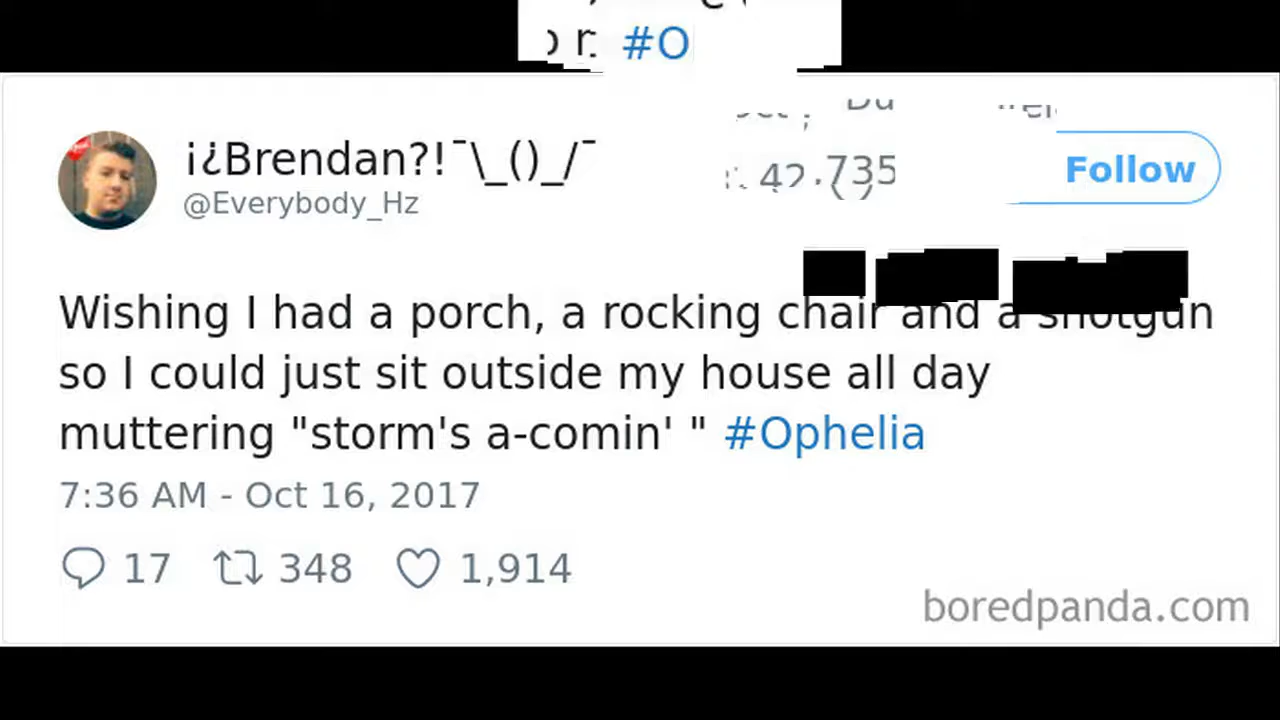 #O
¡¿Brendan?!¯\_()_/¯
@Everybody_Hz
Follow
Wishing I had a porch, a rocking chair and a shotgun
so I could just sit outside my house all day
muttering "storm's a-comin' " #Ophelia
7:36 AM - Oct 16, 2017
17 348 1,914
boredpanda.com